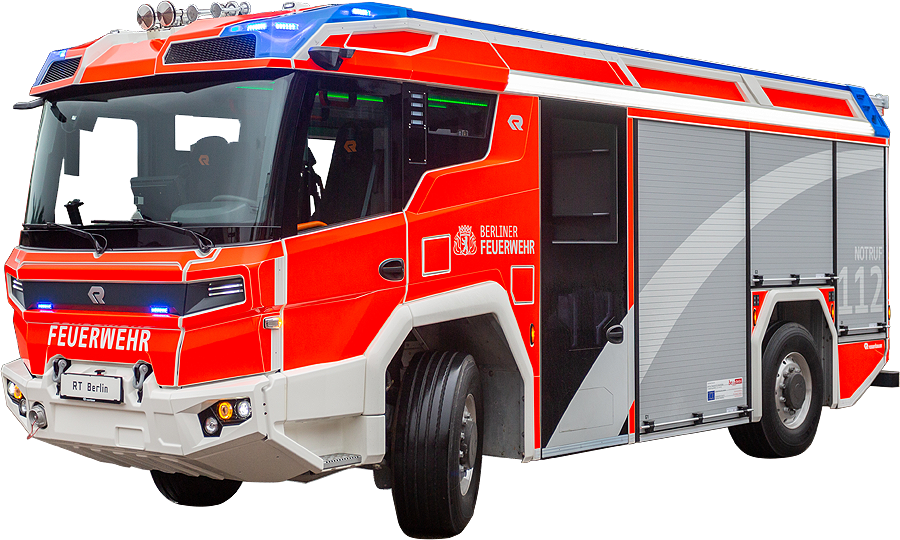 BERLINER
FEUERWEHR
NOTRUF
112
FEUERWEHR
RT Berlin